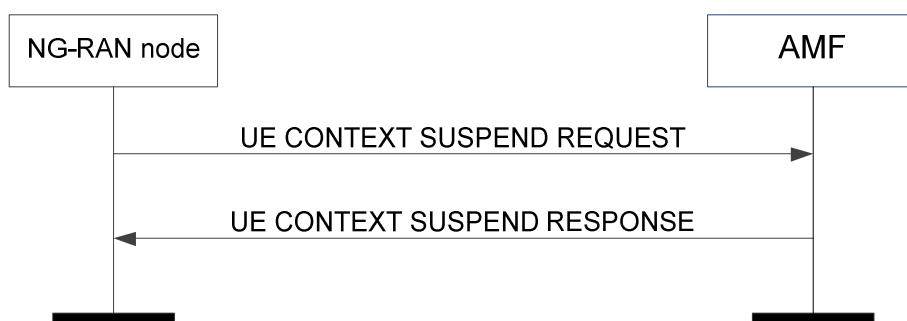 NG-RAN node
AMF
UE CONTEXT SUSPEND REQUEST
UE CONTEXT SUSPEND RESPONSE